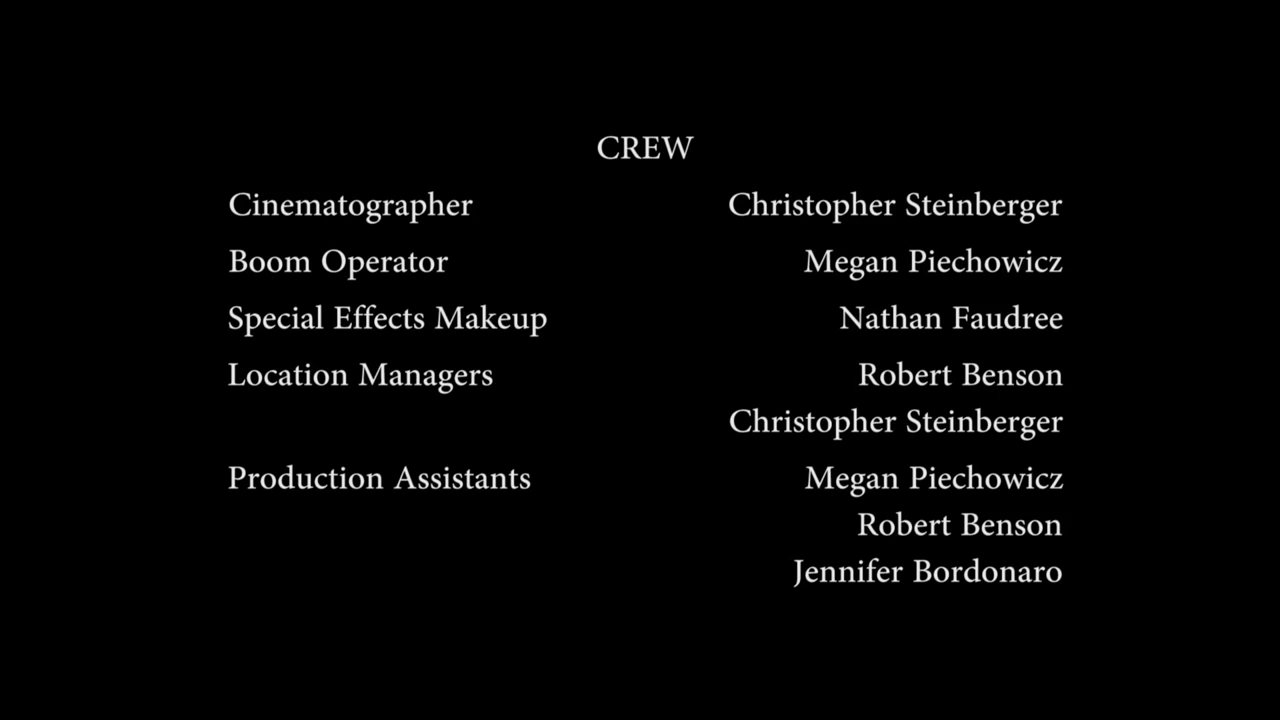 CREW
Cinematographer Christopher Steinberger
Boom Operator Megan Piechowicz
Special Effects Makeup Nathan Faudree
Location Managers Robert Benson
Christopher Steinberger
Production Assistants Megan Piechowicz
Robert Benson
Jennifer Bordonaro